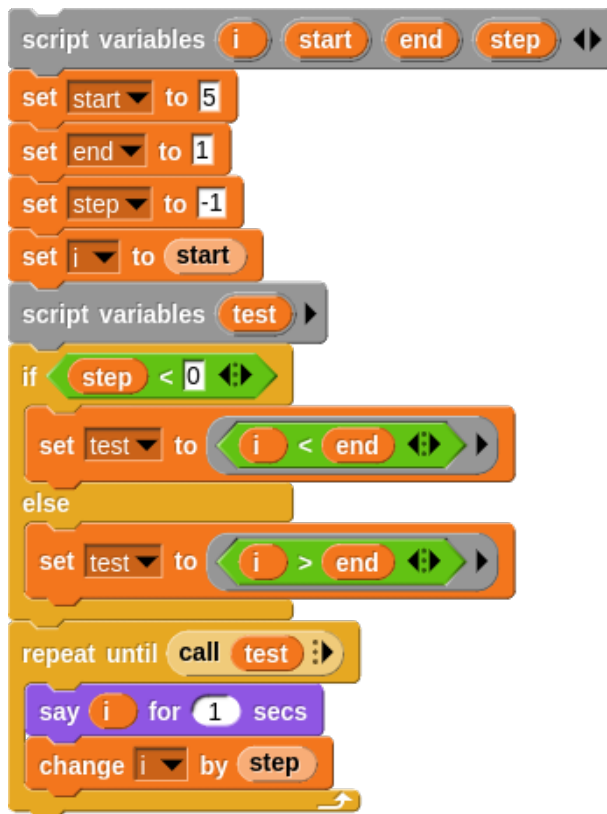 script variables i start end step
set start to 5
set end to 1
set step to -1
set i to start
script variables test
if step < 0
set test to i < end
else
set test to i > end
repeat until call test
say i for 1 secs
change i by step